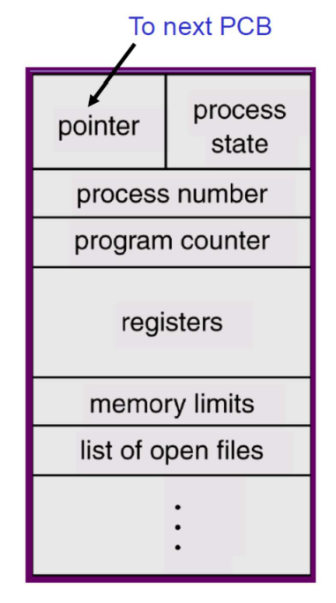 To next PCB
pointer
process
state
process number
program counter
registers
memory limits
list of open files